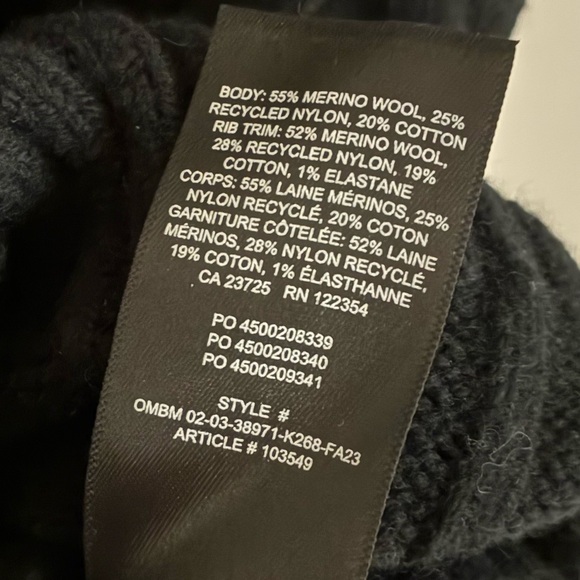 BODY: 55% MERINO WOOL, 25%
RECYCLED NYLON, 20% COTTON
RIB TRIM: 52% MERINO WOOL,
28% RECYCLED NYLON, 19%
COTTON, 1% ELASTANE
CORPS: 55% LAINE MÉRINOS, 25%
NYLON RECYCLÉ, 20% COTON
GARNITURE CÔTELÉE: 52% LAINE
MÉRINOS, 28% NYLON RECYCLÉ,
19% COTON, 1% ÉLASTHANNE
CA 23725 RN 122354
PO 4500208339
PO 4500208340
PO 4500209341
STYLE #
OMBM 02-03-38971-K268-FA23
ARTICLE # 103549